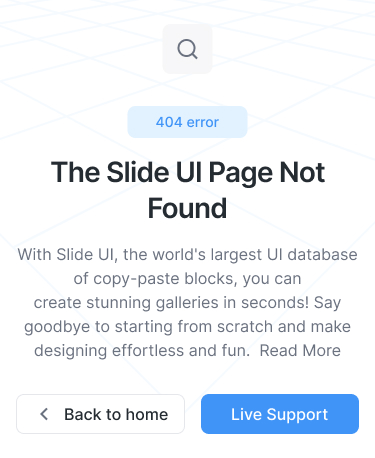 404 error
The Slide UI Page Not
Found
With Slide UI, the world's largest UI database
of copy-paste blocks, you can
create stunning galleries in seconds! Say
goodbye to starting from scratch and make
designing effortless and fun.  Read More
Back to home
Live Support